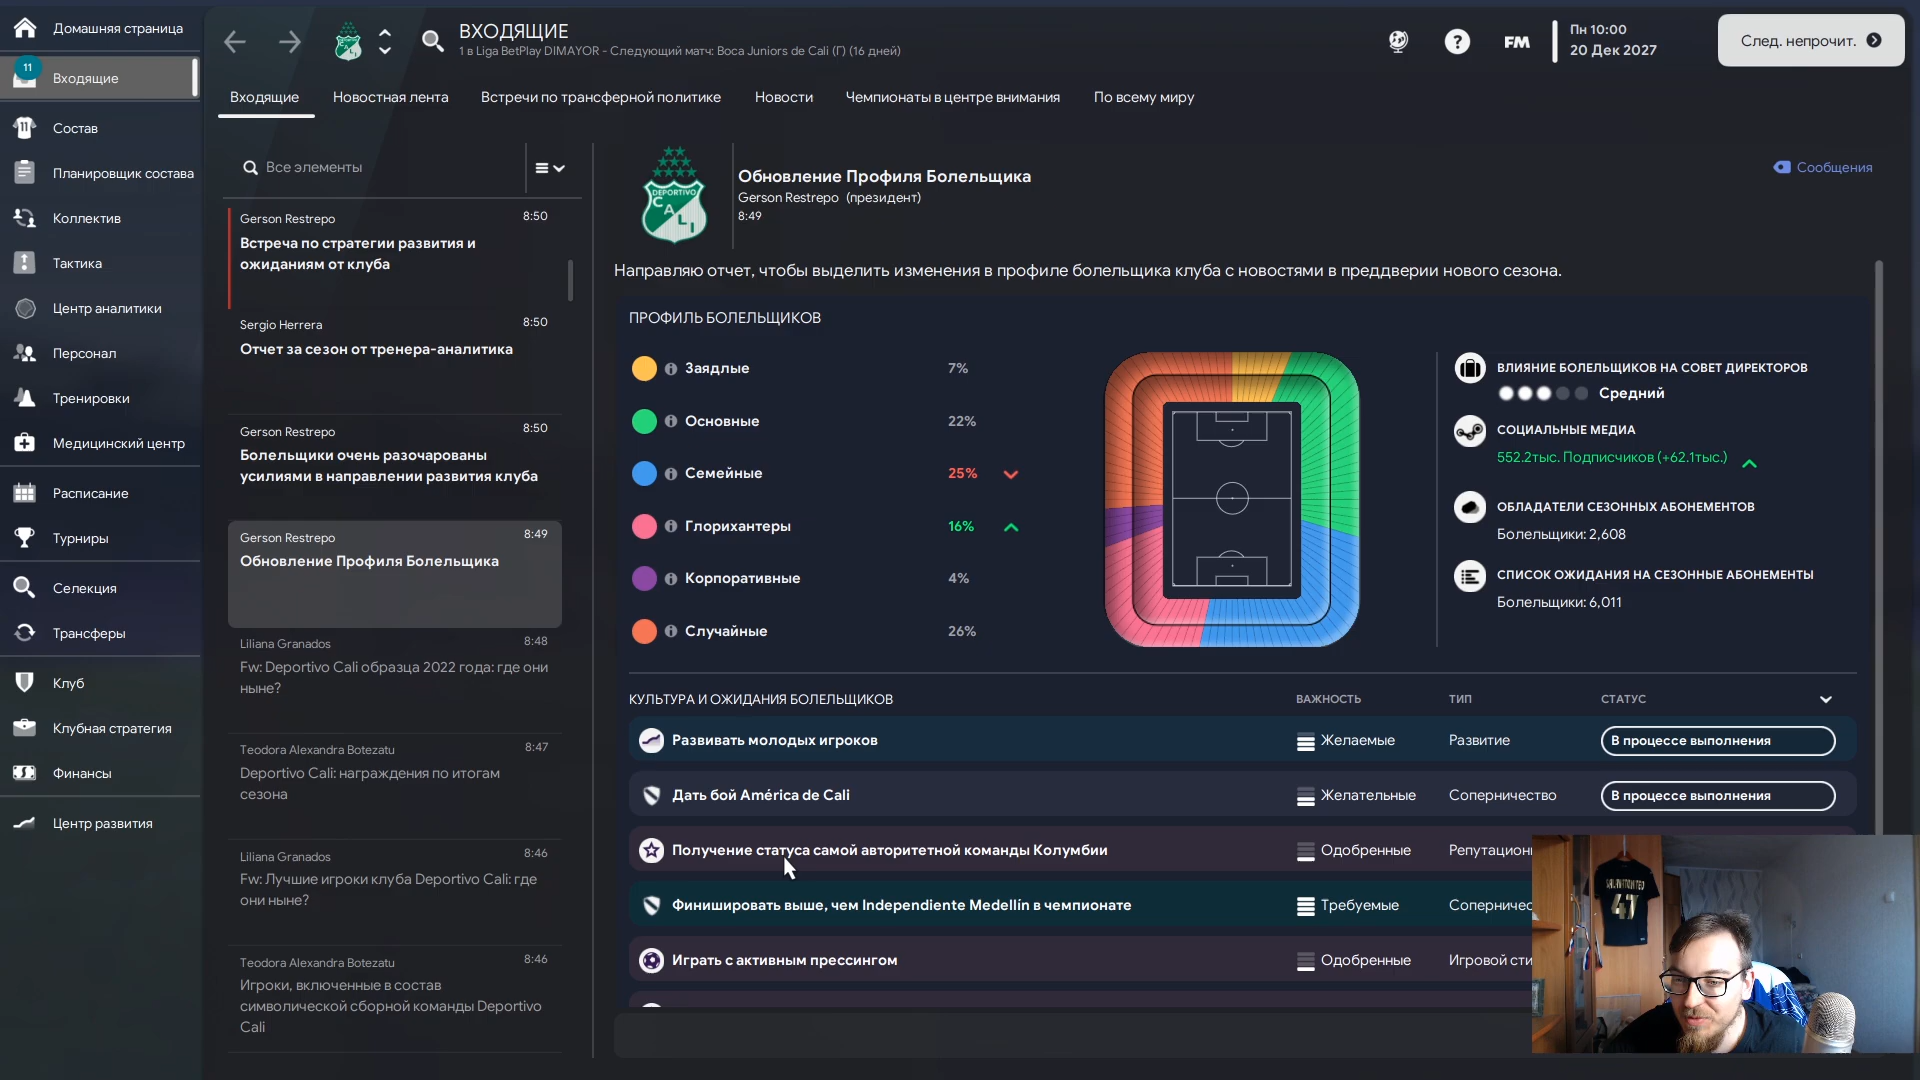 Домашняя страница
11
Входящие
Состав
Планировщик состава
Коллектив
Тактика
Центр аналитики
Персонал
Тренировки
Медицинский центр
Расписание
Турниры
Селекция
Трансферы
Клуб
Клубная стратегия
Финансы
Центр развития
ВХОДЯЩИЕ
1 в Liga BetPlay DIMAYOR - Следующий матч: Boca Juniors de Cali (Г) (16 дней)
FM
Пн 10:00
20 Дек 2027
След. непрочит.
Входящие
Новостная лента
Встречи по трансферной политике
Новости
Чемпионаты в центре внимания
По всему миру
Все элементы
Gerson Restrepo
8:50
Встреча по стратегии развития и
ожиданиям от клуба
Sergio Herrera
8:50
Отчет за сезон от тренера-аналитика
Gerson Restrepo
8:50
Болельщики очень разочарованы
усилиями в направлении развития клуба
Gerson Restrepo
8:49
Обновление Профиля Болельщика
Liliana Granados
8:48
Fw: Deportivo Cali образца 2022 года: где они
ныне?
Teodora Alexandra Botezatu
8:47
Deportivo Cali: награждения по итогам
сезона
Liliana Granados
8:46
Fw: Лучшие игроки клуба Deportivo Cali: где
они ныне?
Teodora Alexandra Botezatu
8:46
Игроки, включенные в состав
символической сборной команды Deportivo
Cali
DEPORTIVO
CALI
Обновление Профиля Болельщика
Gerson Restrepo (президент)
8:49
Сообщения
Направляю отчет, чтобы выделить изменения в профиле болельщика клуба с новостями в преддверии нового сезона.
ПРОФИЛЬ БОЛЕЛЬЩИКОВ
Заядлые 7%
Основные 22%
Семейные 25%
Глорихантеры 16%
Корпоративные 4%
Случайные 26%
ВЛИЯНИЕ БОЛЕЛЬЩИКОВ НА СОВЕТ ДИРЕКТОРОВ
Средний
СОЦИАЛЬНЫЕ МЕДИА
552.2тыс. Подписчиков (+62.1тыс.)
ОБЛАДАТЕЛИ СЕЗОННЫХ АБОНЕМЕНТОВ
Болельщики: 2,608
СПИСОК ОЖИДАНИЯ НА СЕЗОННЫЕ АБОНЕМЕНТЫ
Болельщики: 6,011
КУЛЬТУРА И ОЖИДАНИЯ БОЛЕЛЬЩИКОВ ВАЖНОСТЬ ТИП СТАТУС
Развивать молодых игроков Желаемые Развитие В процессе выполнения
Дать бой América de Cali Желательные Соперничество В процессе выполнения
Получение статуса самой авторитетной команды Колумбии Одобренные Репутацион
Финишировать выше, чем Independiente Medellín в чемпионате Требуемые Соперничес
Играть с активным прессингом Одобренные Игровой сти
47